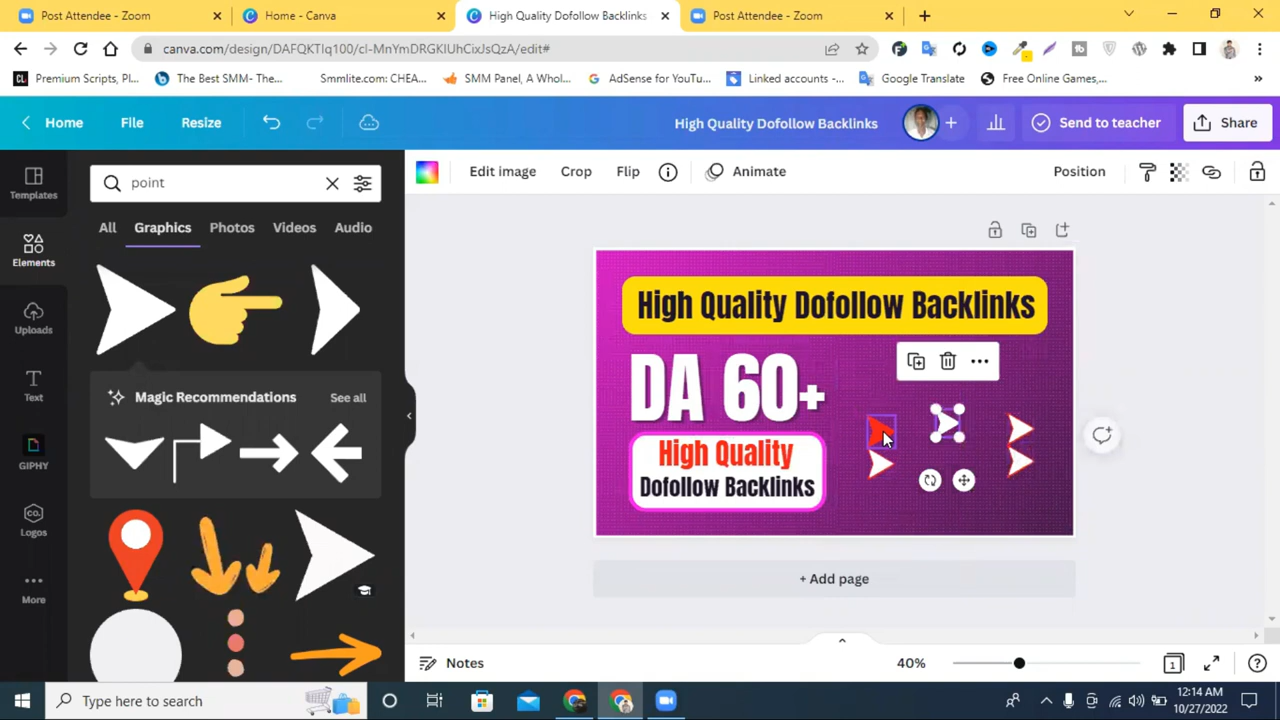 Post Attendee - Zoom
Home - Canva
High Quality Dofollow Backlinks
Post Attendee - Zoom
canva.com/design/DAFQKTIq100/cI-MnYmDRGKIUhCixJsQzA/edit#
Premium Scripts, Pl...
The Best SMM- The...
Smmlite.com: CHEA...
SMM Panel, A Whol...
AdSense for YouTu...
Linked accounts -...
Google Translate
Free Online Games,...
»
Home
File
Resize
High Quality Dofollow Backlinks
Send to teacher
Share
Templates
Elements
Uploads
Text
GIPHY
CO.
Logos
More
point
All
Graphics
Photos
Videos
Audio
Magic Recommendations
See all
Edit image
Crop
Flip
Animate
Position
High Quality Dofollow Backlinks
DA 60+
High Quality
Dofollow Backlinks
+ Add page
Notes
40%
1
Type here to search
12:14 AM
10/27/2022